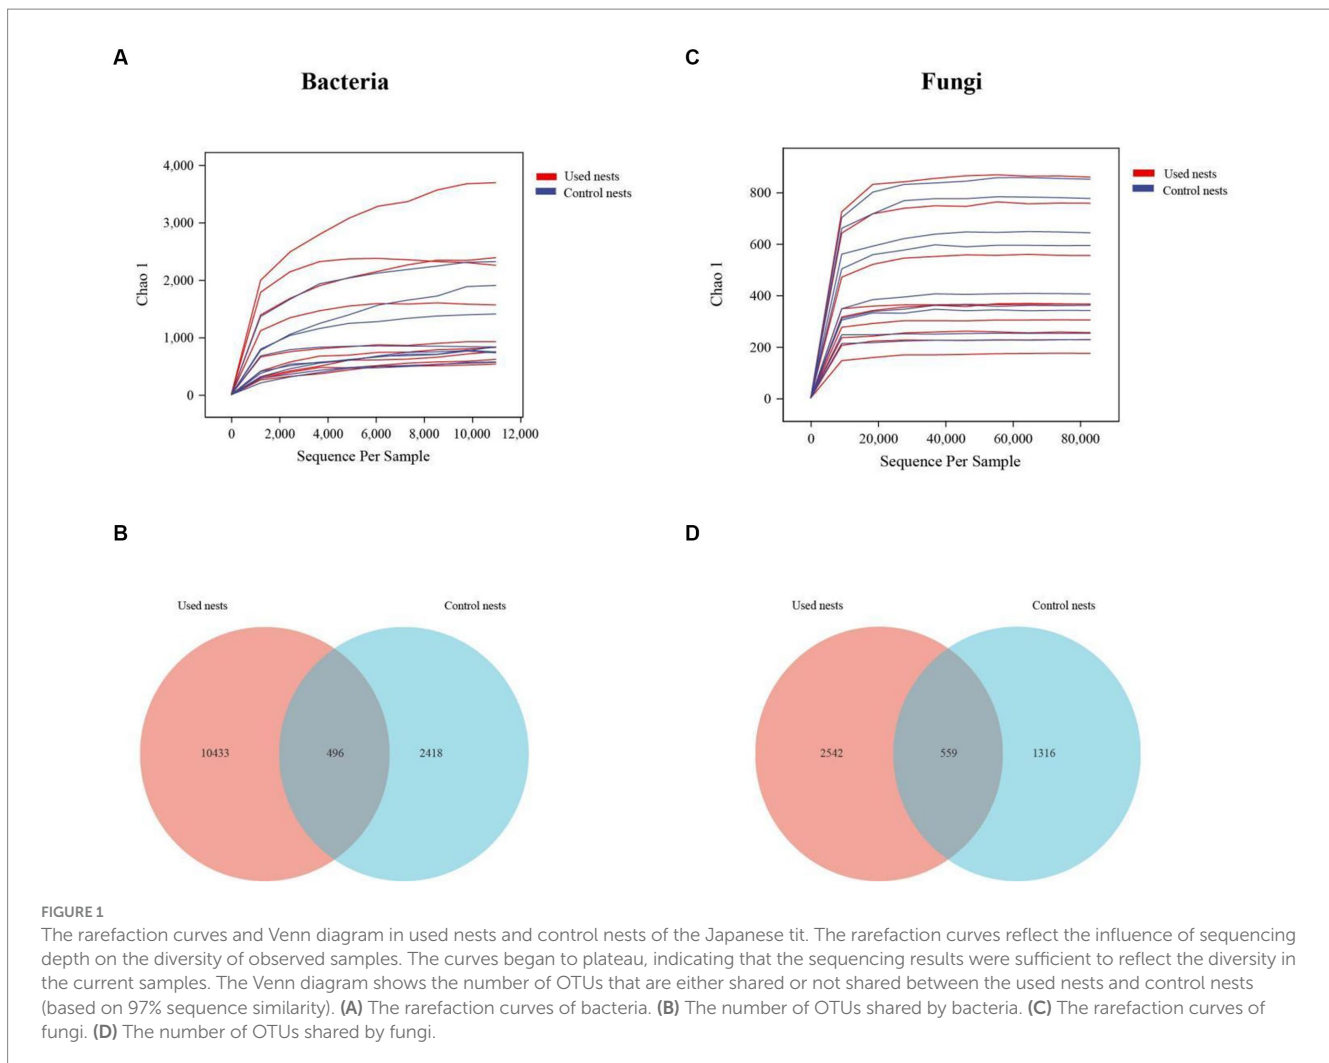 A
Bacteria
4,000
3,000
2,000
1,000
0
Chao 1
0 2,000 4,000 6,000 8,000 10,000 12,000
Sequence Per Sample
Used nests
Control nests
C
Fungi
800
600
400
200
0
Chao 1
0 20,000 40,000 60,000 80,000
Sequence Per Sample
Used nests
Control nests
B
Used nests
Control nests
10433
496
2418
D
Used nests
Control nests
2542
559
1316
FIGURE 1
The rarefaction curves and Venn diagram in used nests and control nests of the Japanese tit. The rarefaction curves reflect the influence of sequencing
depth on the diversity of observed samples. The curves began to plateau, indicating that the sequencing results were sufficient to reflect the diversity in
the current samples. The Venn diagram shows the number of OTUs that are either shared or not shared between the used nests and control nests
(based on 97% sequence similarity). (A) The rarefaction curves of bacteria. (B) The number of OTUs shared by bacteria. (C) The rarefaction curves of
fungi. (D) The number of OTUs shared by fungi.